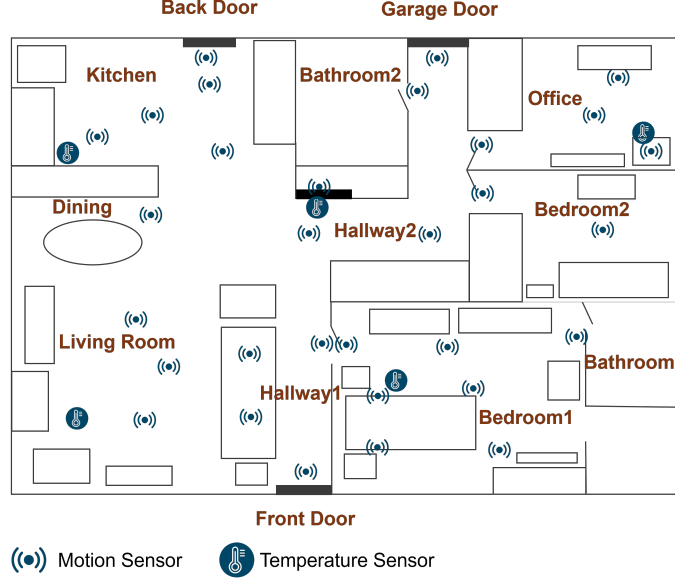 Back Door
Garage Door
Kitchen
Bathroom2
Office
Dining
Bedroom2
Hallway2
Living Room
Bathroom
Hallway1
Bedroom1
Front Door
Motion Sensor
Temperature Sensor